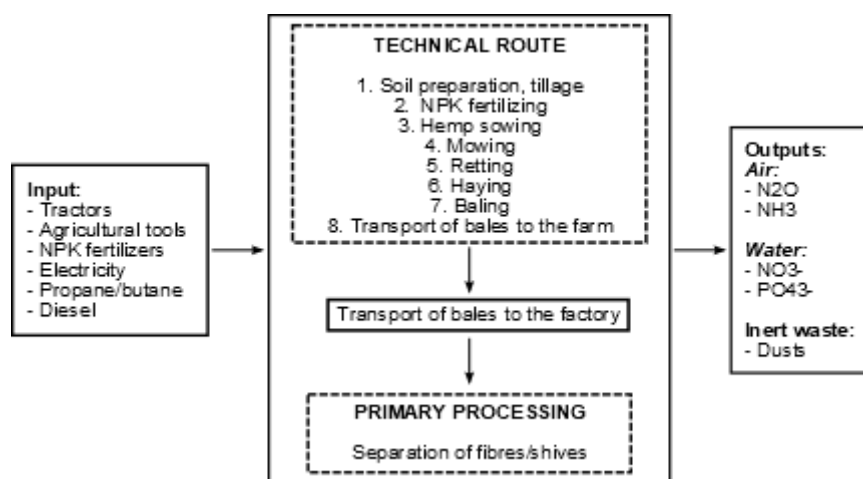 Input:
- Tractors
- Agricultural tools
- NPK fertilizers
- Electricity
- Propane/butane
- Diesel
TECHNICAL ROUTE
1. Soil preparation, tillage
2. NPK fertilizing
3. Hemp sowing
4. Mowing
5. Retting
6. Haying
7. Baling
8. Transport of bales to the farm
Transport of bales to the factory
PRIMARY PROCESSING
Separation of fibres/shives
Outputs:
Air:
- N2O
- NH3
Water:
- NO3-
- PO43-
Inert waste:
- Dusts